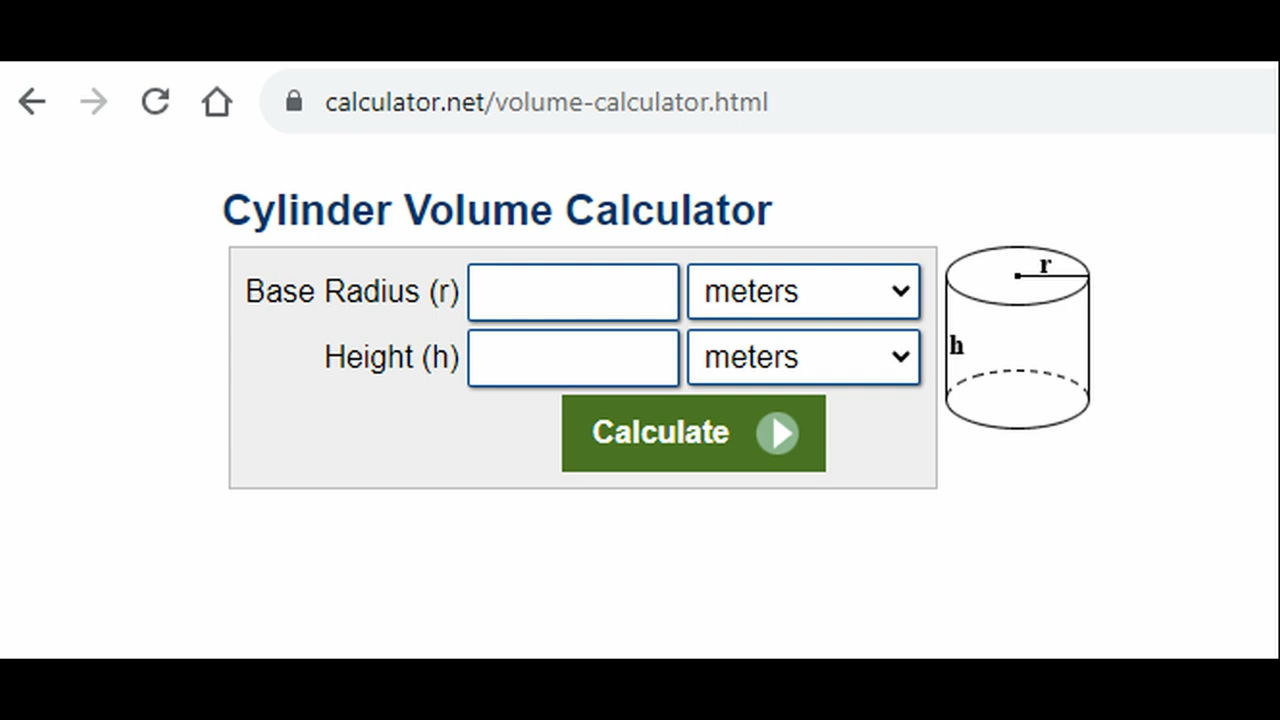 calculator.net/volume-calculator.html
Cylinder Volume Calculator
Base Radius (r) meters
Height (h) meters
Calculate
r
h